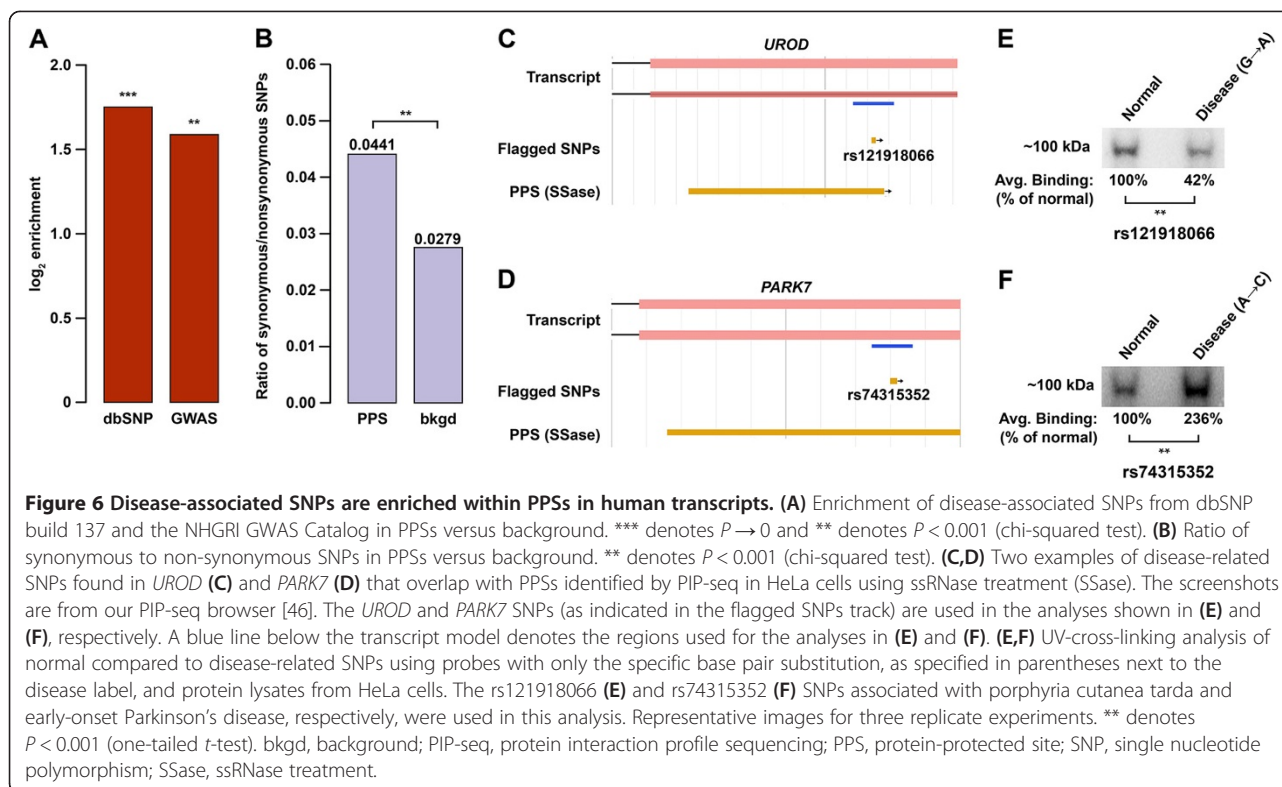 A
log2 enrichment
2.0
1.5
1.0
0.5
0
***
**
dbSNP GWAS
B
Ratio of synonymous/nonsynonymous SNPs
0.06
0.05
0.04
0.03
0.02
0.01
0.00
**
0.0441
0.0279
PPS bkgd
C
UROD
Transcript
Flagged SNPs
rs121918066
PPS (SSase)
D
PARK7
Transcript
Flagged SNPs
rs74315352
PPS (SSase)
E
Normal
Disease (G→A)
~100 kDa
Avg. Binding: 100% 42%
(% of normal)
**
rs121918066
F
Normal
Disease (A→C)
~100 kDa
Avg. Binding: 100% 236%
(% of normal)
**
rs74315352
Figure 6 Disease-associated SNPs are enriched within PPSs in human transcripts. (A) Enrichment of disease-associated SNPs from dbSNP
build 137 and the NHGRI GWAS Catalog in PPSs versus background. *** denotes P → 0 and ** denotes P < 0.001 (chi-squared test). (B) Ratio of
synonymous to non-synonymous SNPs in PPSs versus background. ** denotes P < 0.001 (chi-squared test). (C,D) Two examples of disease-related
SNPs found in UROD (C) and PARK7 (D) that overlap with PPSs identified by PIP-seq in HeLa cells using ssRNase treatment (SSase). The screenshots
are from our PIP-seq browser [46]. The UROD and PARK7 SNPs (as indicated in the flagged SNPs track) are used in the analyses shown in (E) and
(F), respectively. A blue line below the transcript model denotes the regions used for the analyses in (E) and (F). (E,F) UV-cross-linking analysis of
normal compared to disease-related SNPs using probes with only the specific base pair substitution, as specified in parentheses next to the
disease label, and protein lysates from HeLa cells. The rs121918066 (E) and rs74315352 (F) SNPs associated with porphyria cutanea tarda and
early-onset Parkinson's disease, respectively, were used in this analysis. Representative images for three replicate experiments. ** denotes
P < 0.001 (one-tailed t-test). bkgd, background; PIP-seq, protein interaction profile sequencing; PPS, protein-protected site; SNP, single nucleotide
polymorphism; SSase, ssRNase treatment.